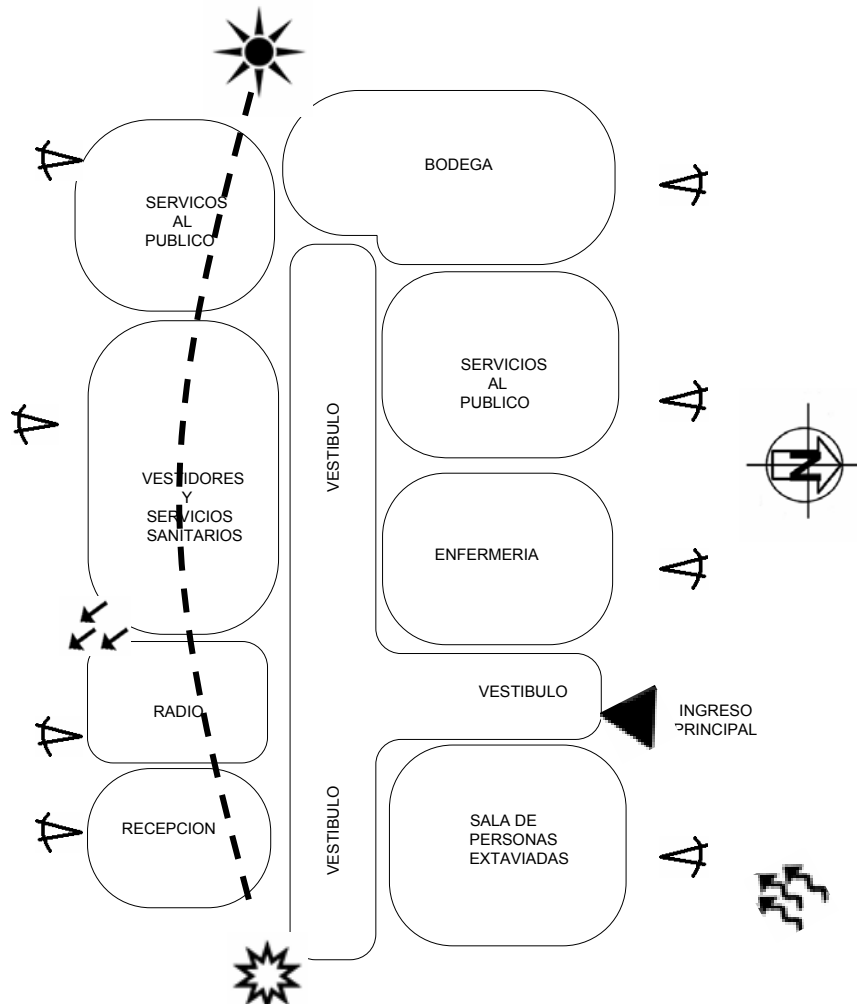 BODEGA
SERVICOS
AL
PUBLICO
SERVICIOS
AL
PUBLICO
VESTIBULO
N
VESTIDORES
Y
SERVICIOS
SANITARIOS
ENFERMERIA
VESTIBULO
RADIO
INGRESO
PRINCIPAL
VESTIBULO
RECEPCION
SALA DE
PERSONAS
EXTAVIADAS